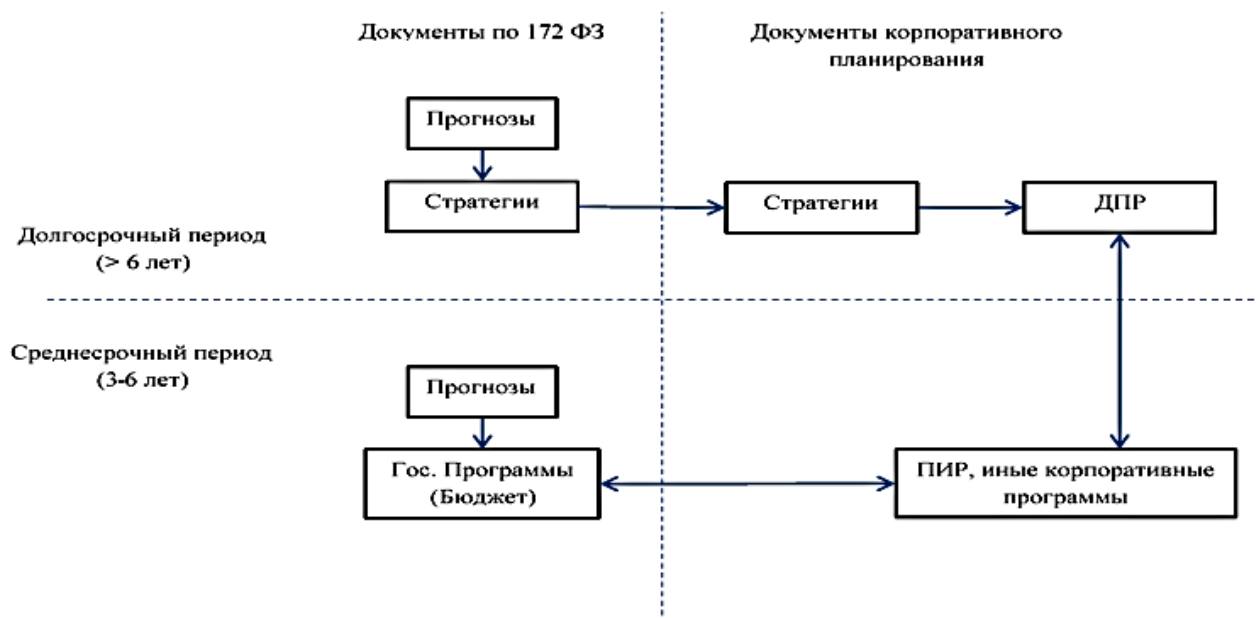 Документы по 172 ФЗ
Документы корпоративного
планирования
Прогнозы
Стратегии
Стратегии
ДПР
Долгосрочный период
(> 6 лет)
Среднесрочный период
(3-6 лет)
Прогнозы
Гос. Программы
(Бюджет)
ПИР, иные корпоративные
программы